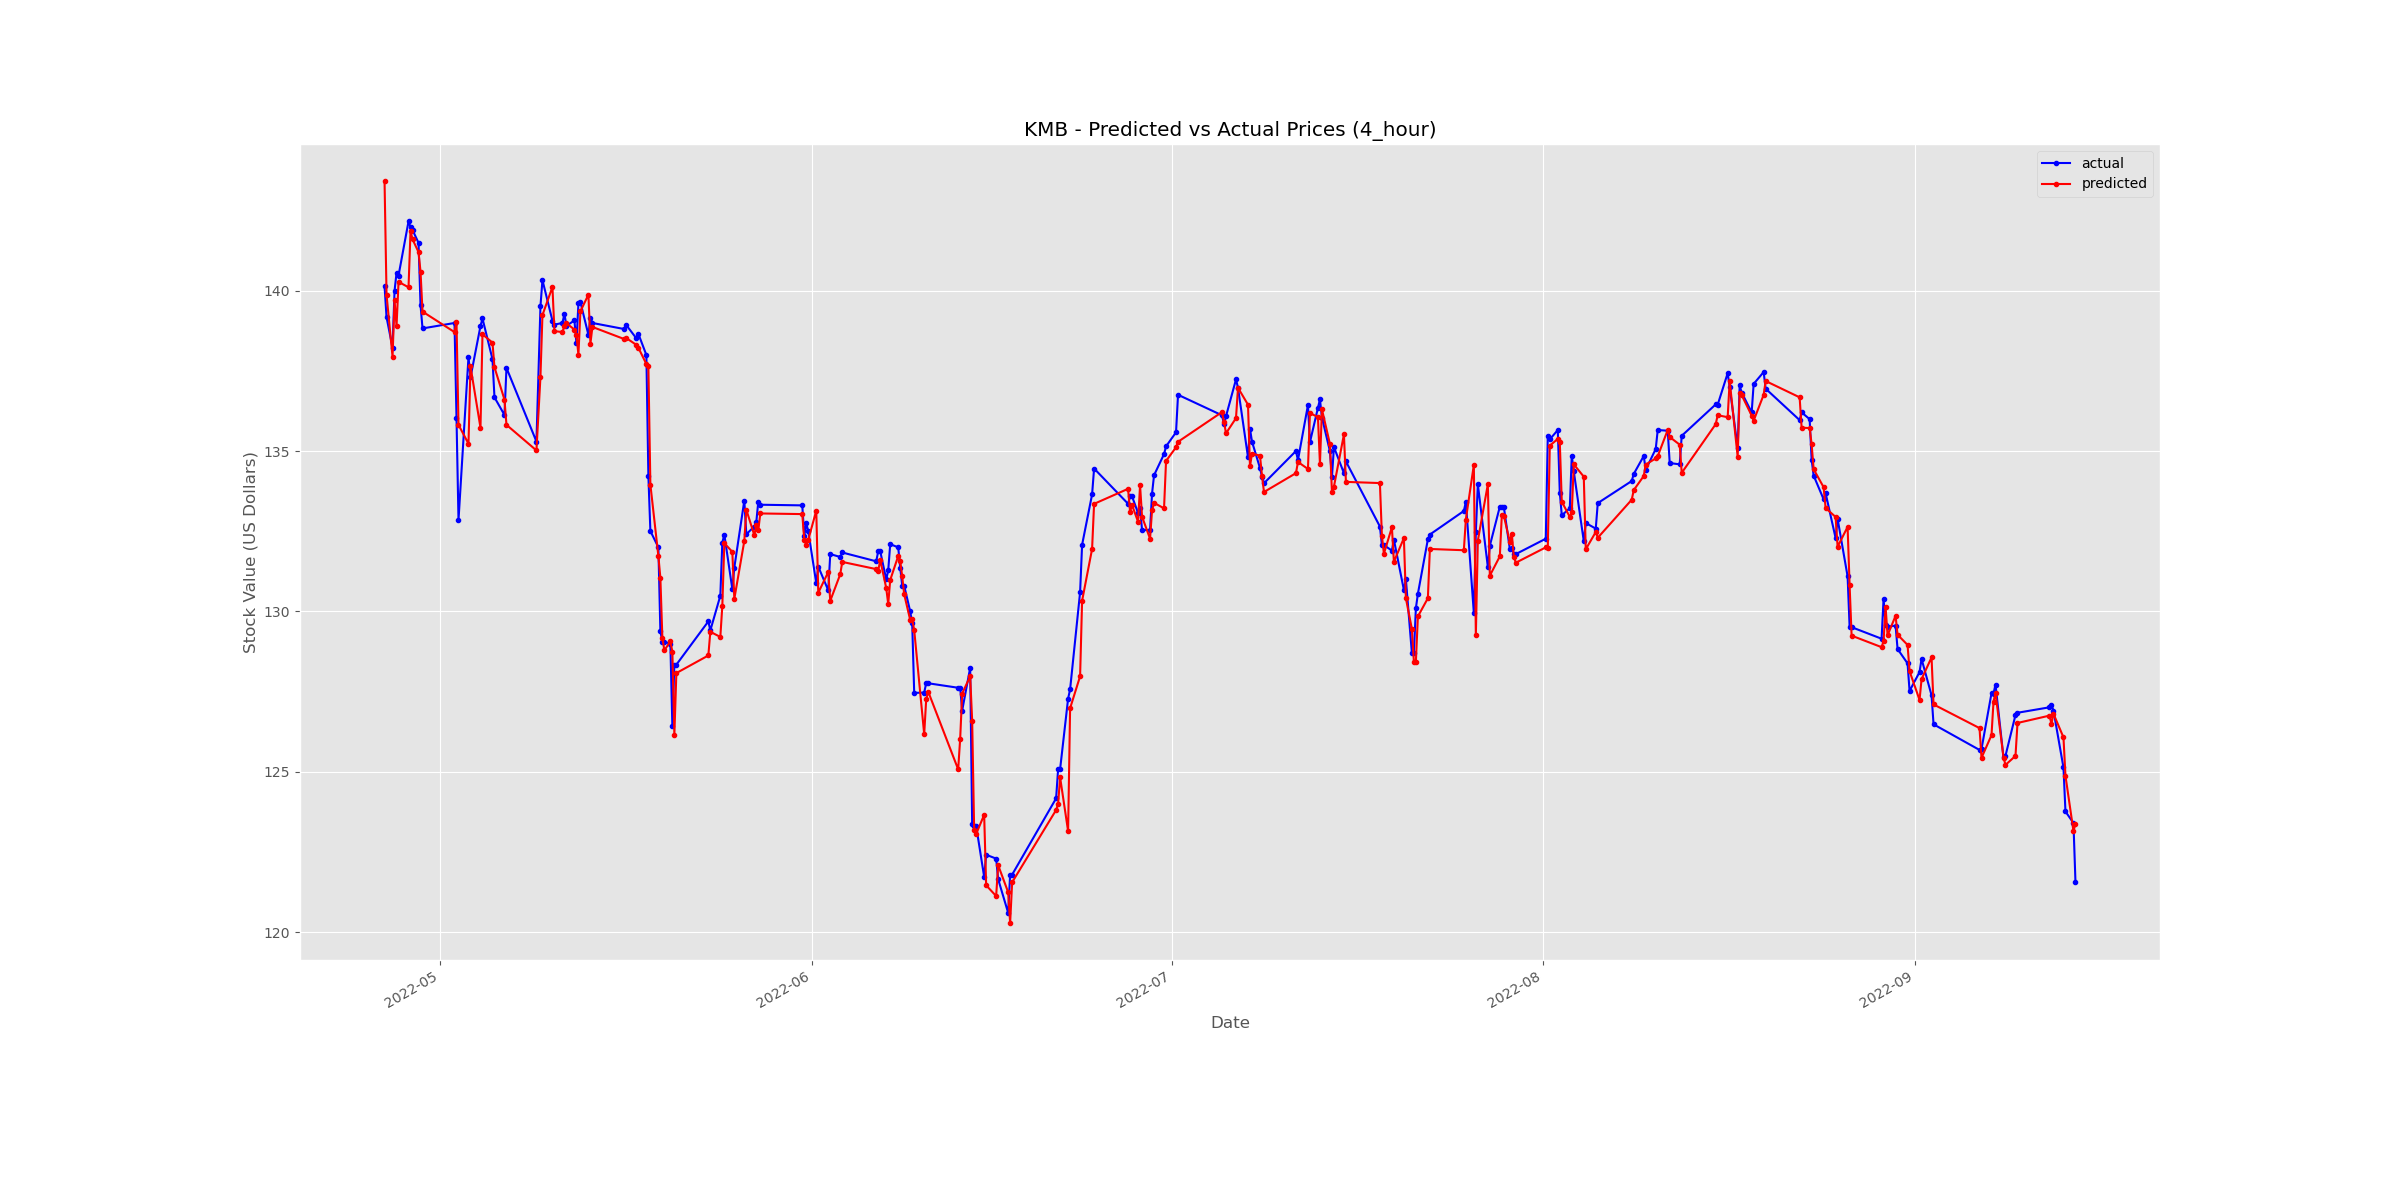 KMB - Predicted vs Actual Prices (4_hour)
actual
predicted
140
135
130
125
120
Stock Value (US Dollars)
2022-05
2022-06
2022-07
2022-08
2022-09
Date